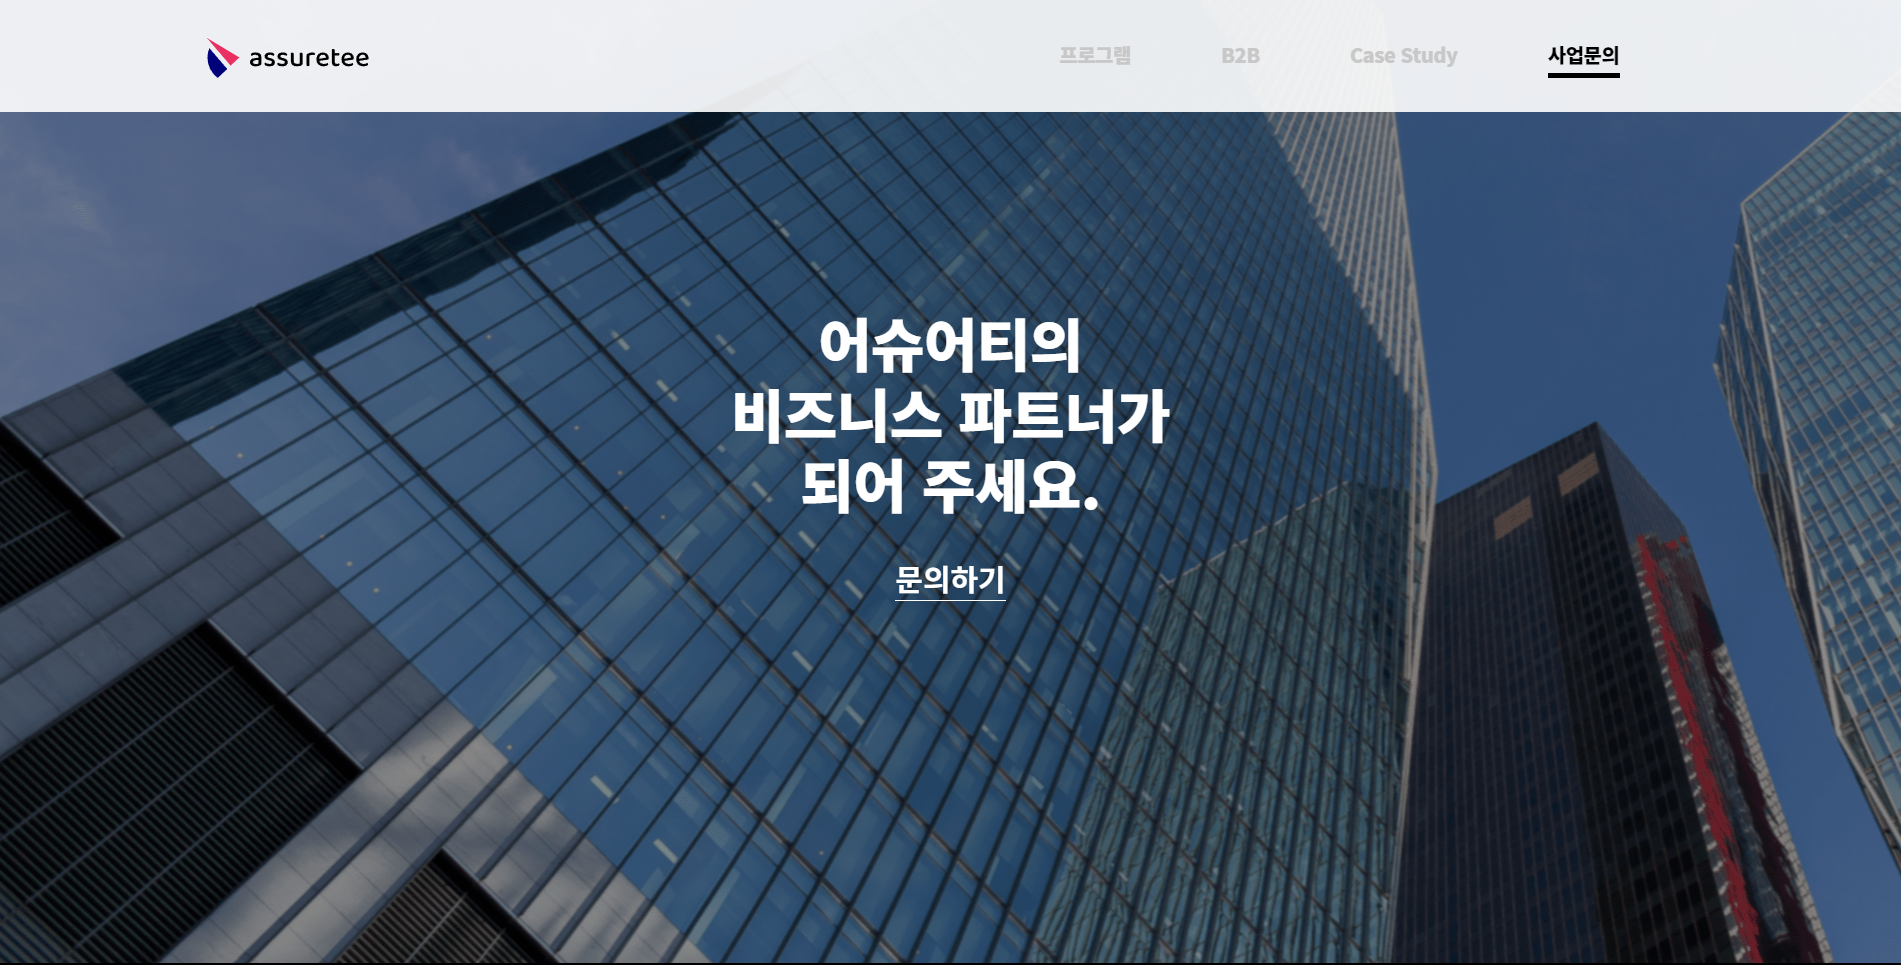 assuretee
프로그램
B2B
Case Study
사업문의
어슈어티의
비즈니스 파트너가
되어 주세요.
문의하기